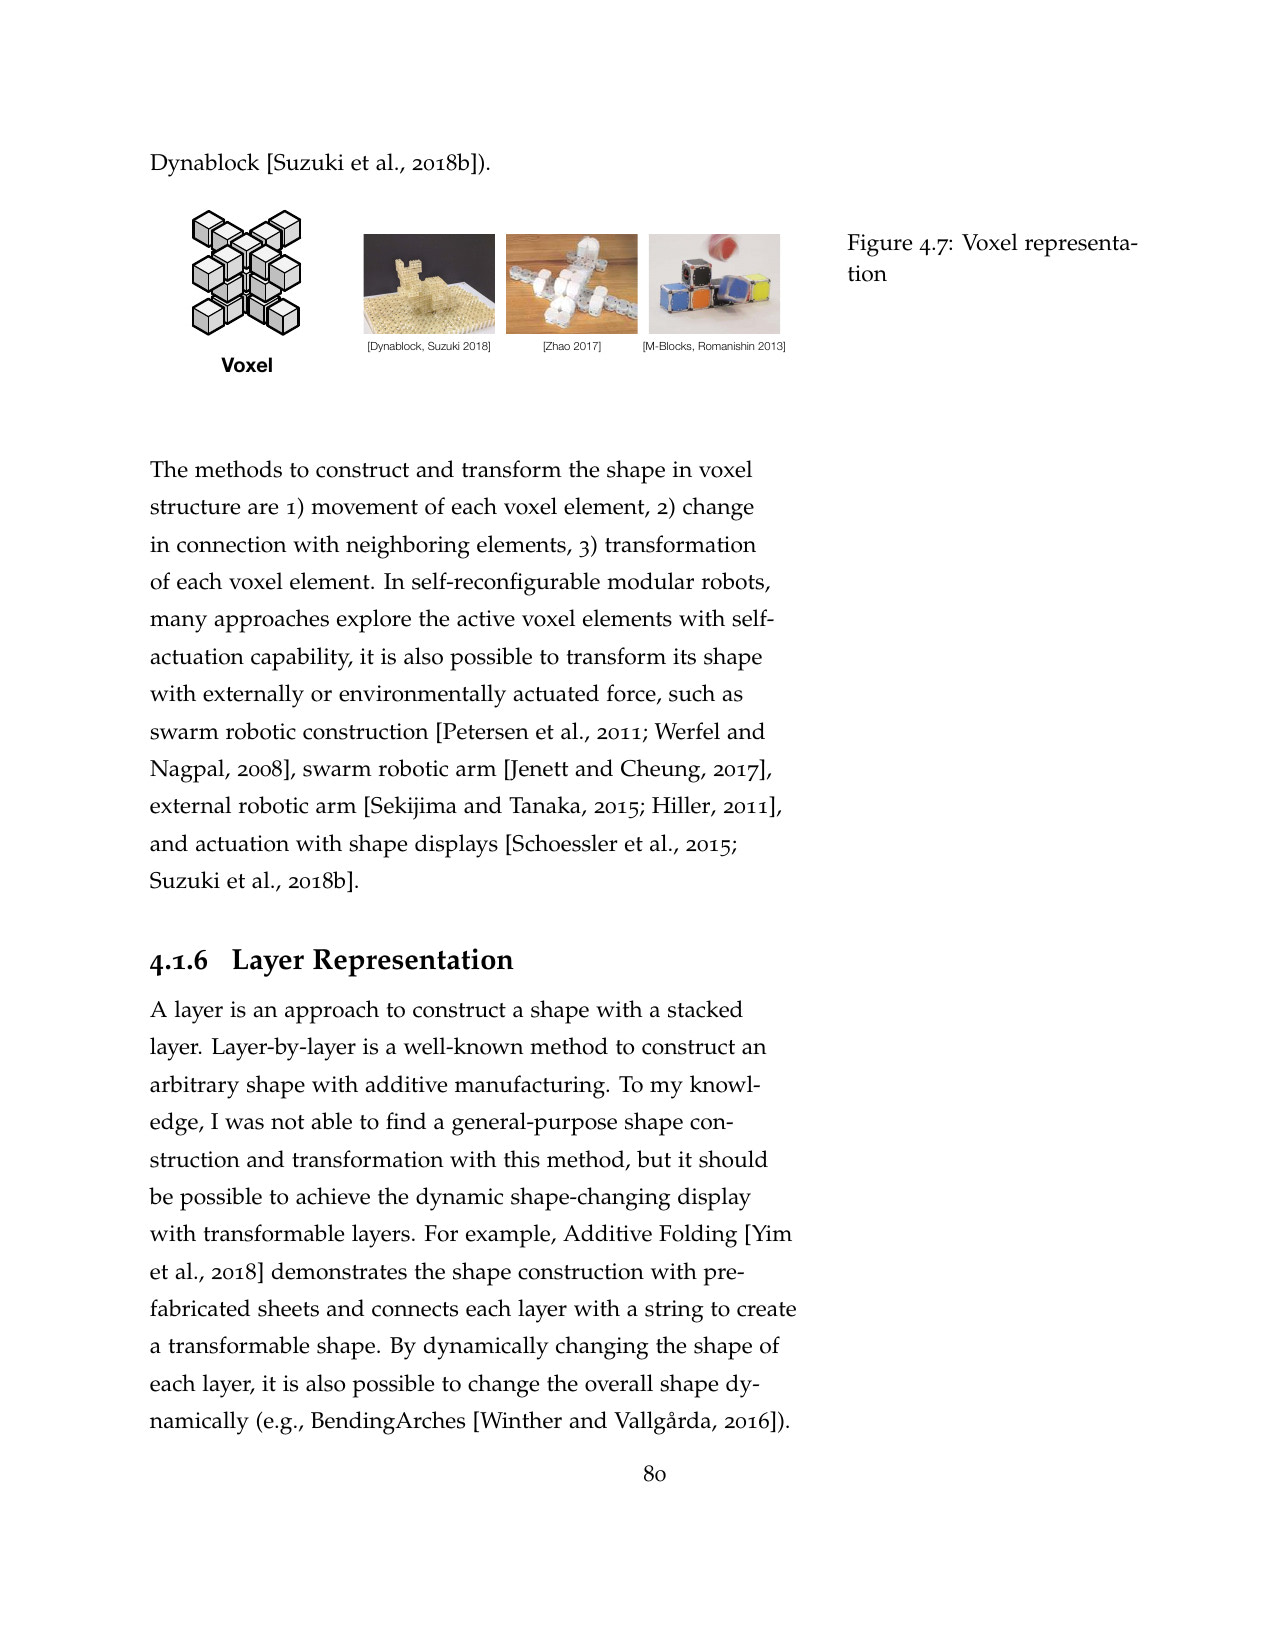 Dynablock [Suzuki et al., 2018b]).
Voxel
[Dynablock, Suzuki 2018]
[Zhao 2017]
[M-Blocks, Romanishin 2013]
Figure 4.7: Voxel representa-
tion
The methods to construct and transform the shape in voxel
structure are 1) movement of each voxel element, 2) change
in connection with neighboring elements, 3) transformation
of each voxel element. In self-reconfigurable modular robots,
many approaches explore the active voxel elements with self-
actuation capability, it is also possible to transform its shape
with externally or environmentally actuated force, such as
swarm robotic construction [Petersen et al., 2011; Werfel and
Nagpal, 2008], swarm robotic arm [Jenett and Cheung, 2017],
external robotic arm [Sekijima and Tanaka, 2015; Hiller, 2011],
and actuation with shape displays [Schoessler et al., 2015;
Suzuki et al., 2018b].
4.1.6 Layer Representation
A layer is an approach to construct a shape with a stacked
layer. Layer-by-layer is a well-known method to construct an
arbitrary shape with additive manufacturing. To my knowl-
edge, I was not able to find a general-purpose shape con-
struction and transformation with this method, but it should
be possible to achieve the dynamic shape-changing display
with transformable layers. For example, Additive Folding [Yim
et al., 2018] demonstrates the shape construction with pre-
fabricated sheets and connects each layer with a string to create
a transformable shape. By dynamically changing the shape of
each layer, it is also possible to change the overall shape dy-
namically (e.g., BendingArches [Winther and Vallgårda, 2016]).
80